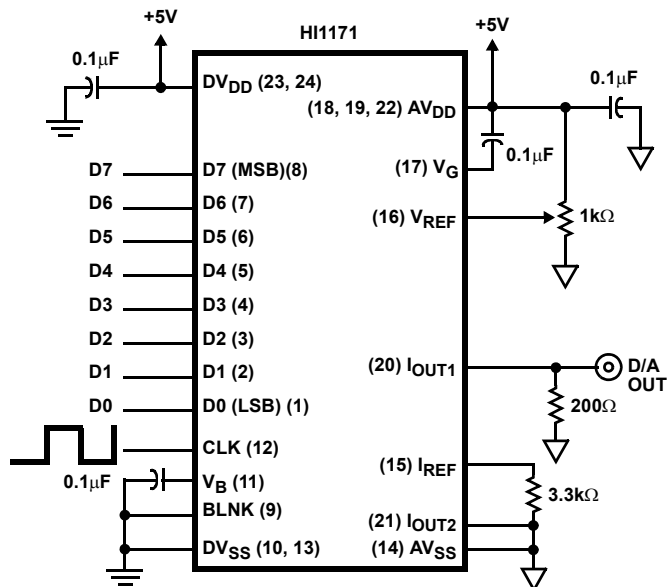 HI1171
+5V
0.1μF
DVDD (23, 24)
D7 D7 (MSB)(8)
D6 D6 (7)
D5 D5 (6)
D4 D4 (5)
D3 D3 (4)
D2 D2 (3)
D1 D1 (2)
D0 D0 (LSB) (1)
CLK (12)
0.1μF
VB (11)
BLNK (9)
DVSS (10, 13)
+5V
(18, 19, 22) AVDD
0.1μF
0.1μF
(17) VG
(16) VREF
1kΩ
(20) IOUT1
D/A
OUT
200Ω
(15) IREF
3.3kΩ
(21) IOUT2
(14) AVSS